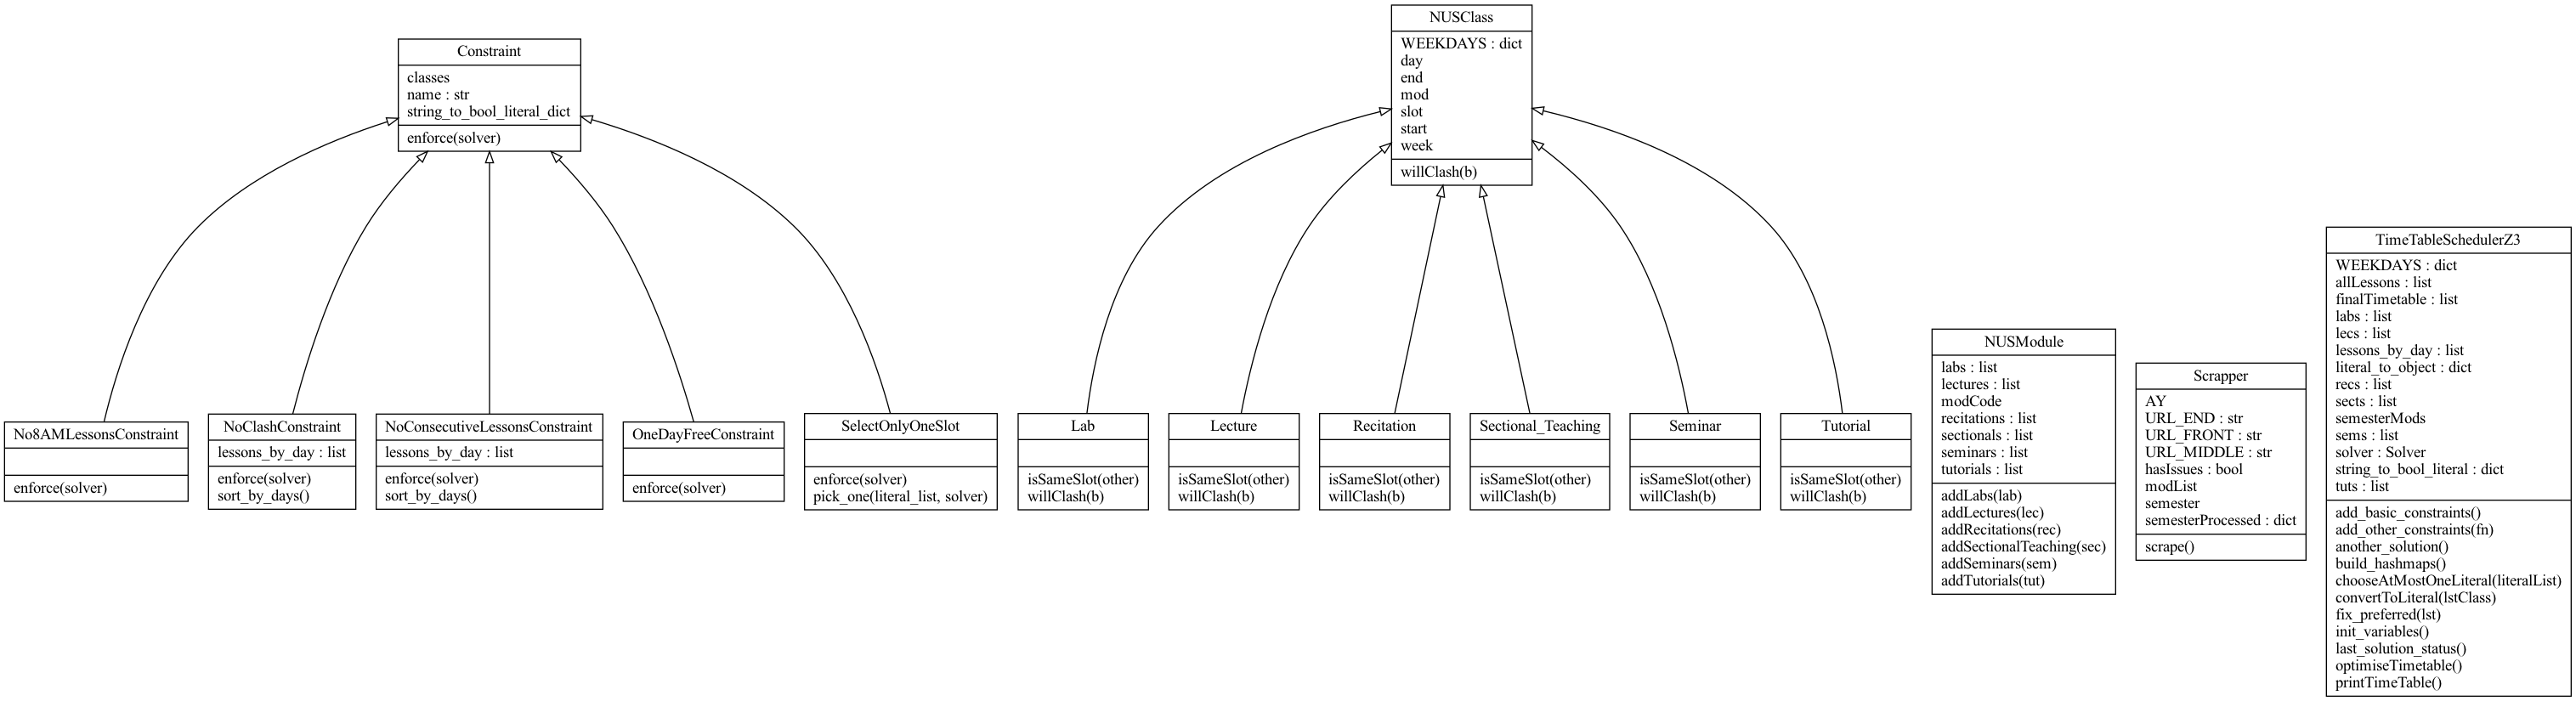 Constraint
classes
name : str
string_to_bool_literal_dict
enforce(solver)
NUSClass
WEEKDAYS : dict
day
end
mod
slot
start
week
willClash(b)
No8AMLessonsConstraint
enforce(solver)
NoClashConstraint
lessons_by_day : list
enforce(solver)
sort_by_days()
NoConsecutiveLessonsConstraint
lessons_by_day : list
enforce(solver)
sort_by_days()
OneDayFreeConstraint
enforce(solver)
SelectOnlyOneSlot
enforce(solver)
pick_one(literal_list, solver)
Lab
isSameSlot(other)
willClash(b)
Lecture
isSameSlot(other)
willClash(b)
Recitation
isSameSlot(other)
willClash(b)
Sectional_Teaching
isSameSlot(other)
willClash(b)
Seminar
isSameSlot(other)
willClash(b)
Tutorial
isSameSlot(other)
willClash(b)
NUSModule
labs : list
lectures : list
modCode
recitations : list
sectionals : list
seminars : list
tutorials : list
addLabs(lab)
addLectures(lec)
addRecitations(rec)
addSectionalTeaching(sec)
addSeminars(sem)
addTutorials(tut)
Scrapper
AY
URL_END : str
URL_FRONT : str
URL_MIDDLE : str
hasIssues : bool
modList
semester
semesterProcessed : dict
scrape()
TimeTableSchedulerZ3
WEEKDAYS : dict
allLessons : list
finalTimetable : list
labs : list
lecs : list
lessons_by_day : list
literal_to_object : dict
recs : list
sects : list
semesterMods
sems : list
solver : Solver
string_to_bool_literal : dict
tuts : list
add_basic_constraints()
add_other_constraints(fn)
another_solution()
build_hashmaps()
chooseAtMostOneLiteral(literalList)
convertToLiteral(lstClass)
fix_preferred(lst)
init_variables()
last_solution_status()
optimiseTimetable()
printTimeTable()